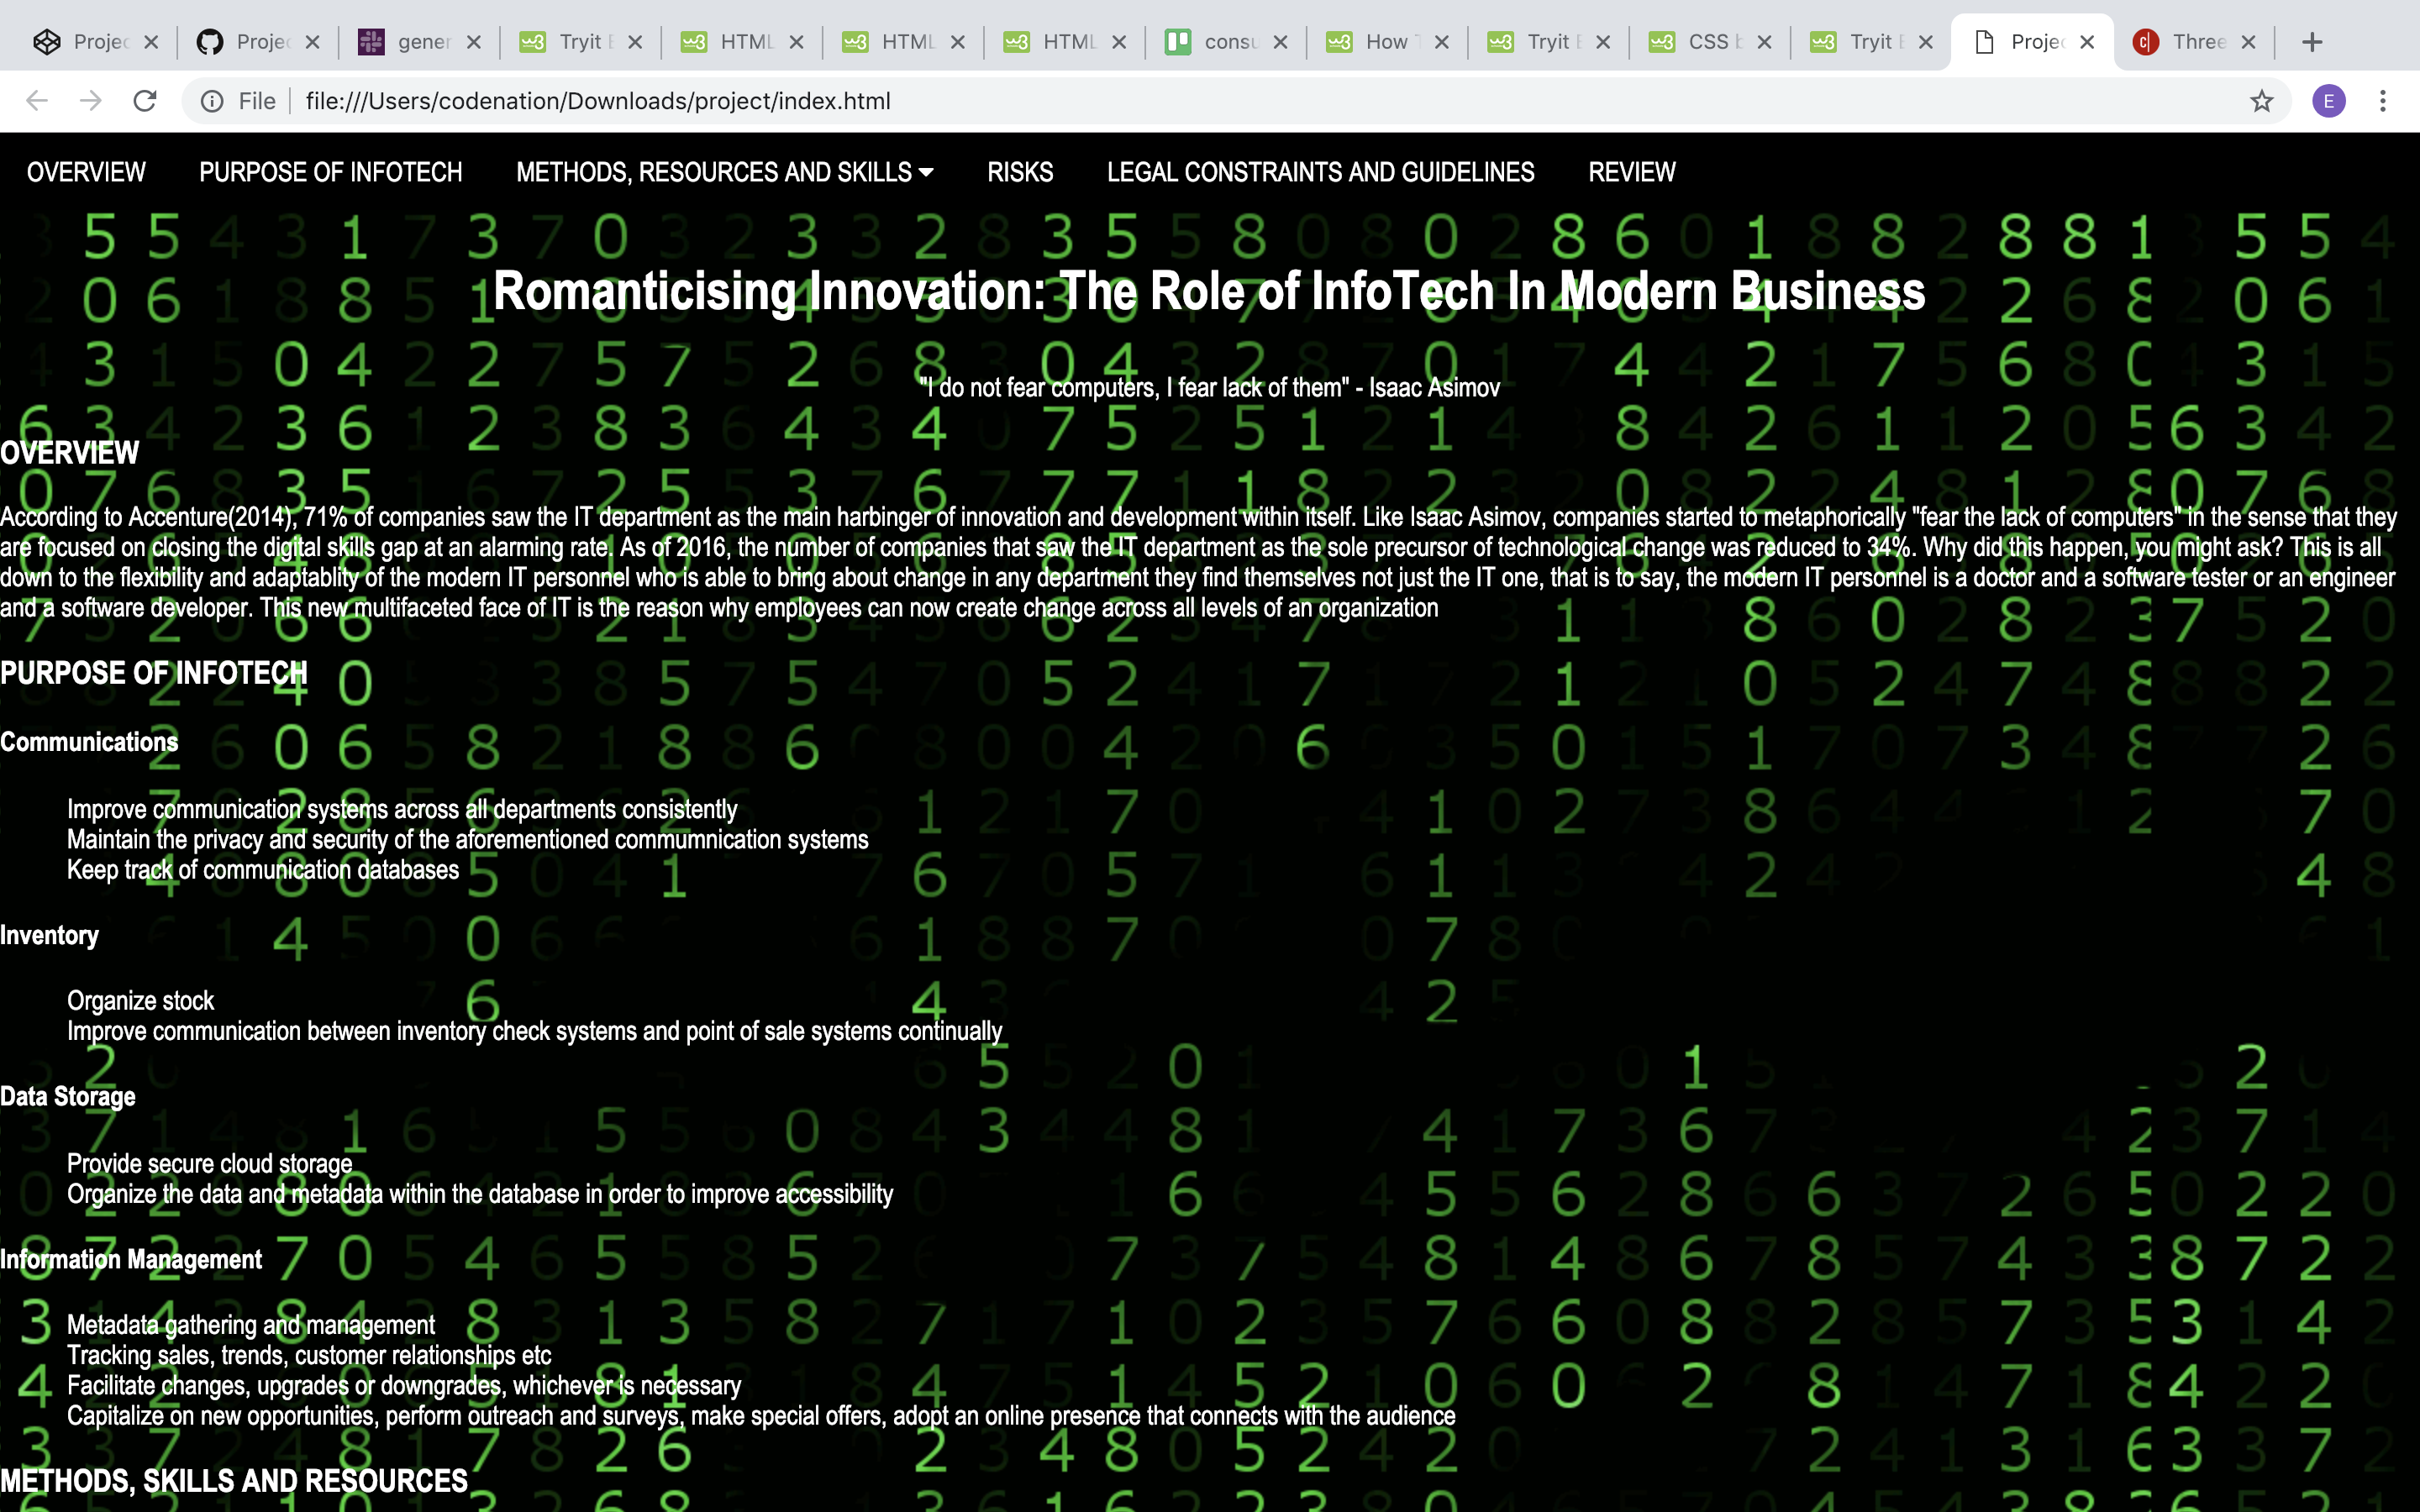 Projec
Projec
gener
Tryit E
HTML
HTML
HTML
consu
How T
Tryit E
CSS b
Tryit E
Projec
Three
File file:///Users/codenation/Downloads/project/index.html
E
OVERVIEW PURPOSE OF INFOTECH METHODS, RESOURCES AND SKILLS RISKS LEGAL CONSTRAINTS AND GUIDELINES REVIEW
Romanticising Innovation: The Role of InfoTech In Modern Business
"I do not fear computers, I fear lack of them" - Isaac Asimov
OVERVIEW
According to Accenture(2014), 71% of companies saw the IT department as the main harbinger of innovation and development within itself. Like Isaac Asimov, companies started to metaphorically "fear the lack of computers" in the sense that they
are focused on closing the digital skills gap at an alarming rate. As of 2016, the number of companies that saw the IT department as the sole precursor of technological change was reduced to 34%. Why did this happen, you might ask? This is all
down to the flexibility and adaptablity of the modern IT personnel who is able to bring about change in any department they find themselves not just the IT one, that is to say, the modern IT personnel is a doctor and a software tester or an engineer
and a software developer. This new multifaceted face of IT is the reason why employees can now create change across all levels of an organization
PURPOSE OF INFOTECH
Communications
Improve communication systems across all departments consistently
Maintain the privacy and security of the aforementioned commumnication systems
Keep track of communication databases
Inventory
Organize stock
Improve communication between inventory check systems and point of sale systems continually
Data Storage
Provide secure cloud storage
Organize the data and metadata within the database in order to improve accessibility
Information Management
Metadata gathering and management
Tracking sales, trends, customer relationships etc
Facilitate changes, upgrades or downgrades, whichever is necessary
Capitalize on new opportunities, perform outreach and surveys, make special offers, adopt an online presence that connects with the audience
METHODS, SKILLS AND RESOURCES